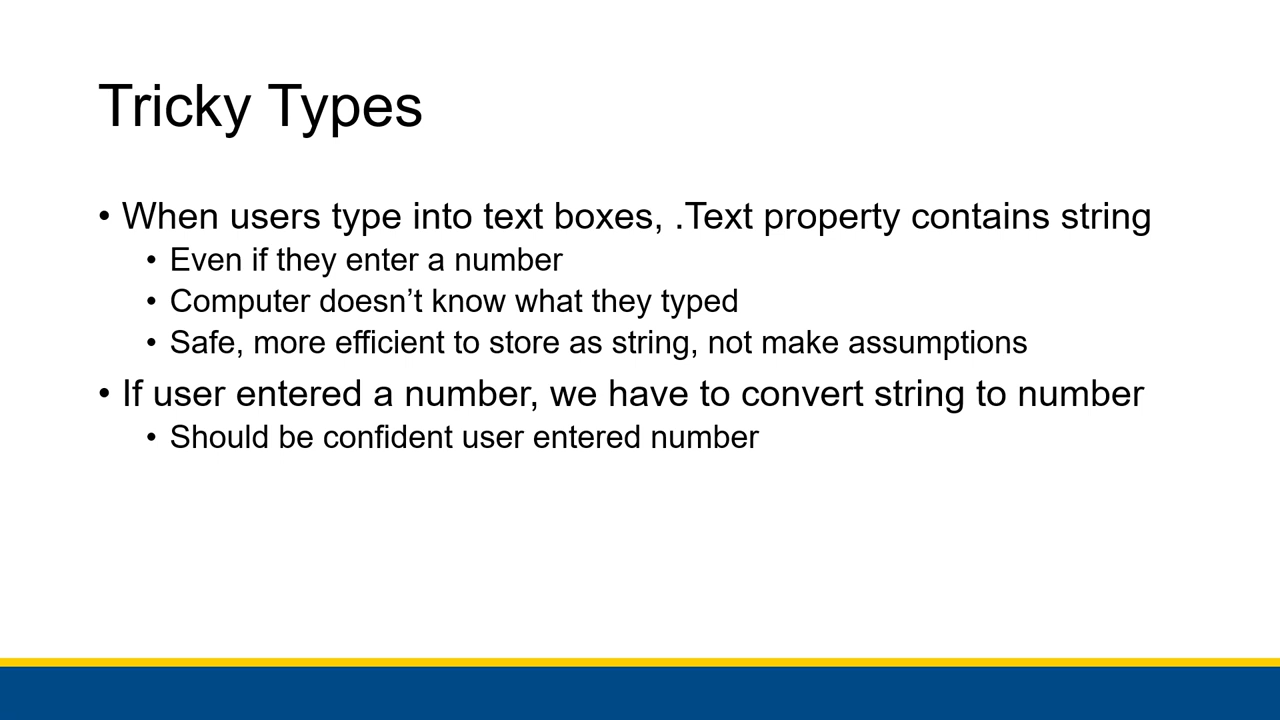 Tricky Types
• When users type into text boxes, .Text property contains string
• Even if they enter a number
• Computer doesn’t know what they typed
• Safe, more efficient to store as string, not make assumptions
• If user entered a number, we have to convert string to number
• Should be confident user entered number